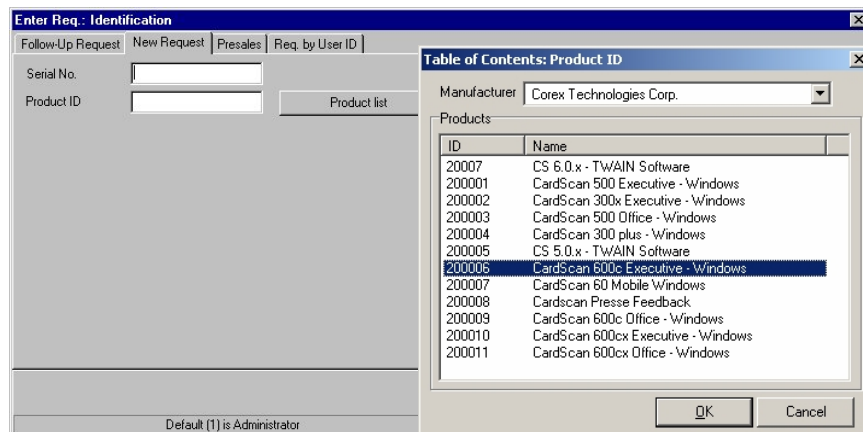 Enter Req.: Identification
Follow-Up Request New Request Presales Req. by User ID
Serial No.
Product ID Product list
Default (1) is Administrator
Table of Contents: Product ID
Manufacturer Corex Technologies Corp.
Products
ID Name
20007 CS 6.0.x - TWAIN Software
200001 CardScan 500 Executive - Windows
200002 CardScan 300x Executive - Windows
200003 CardScan 500 Office - Windows
200004 CardScan 300 plus - Windows
200005 CS 5.0.x - TWAIN Software
200006 CardScan 600c Executive - Windows
200007 CardScan 60 Mobile Windows
200008 Cardscan Presse Feedback
200009 CardScan 600c Office - Windows
200010 CardScan 600cx Executive - Windows
200011 CardScan 600cx Office - Windows
OK Cancel